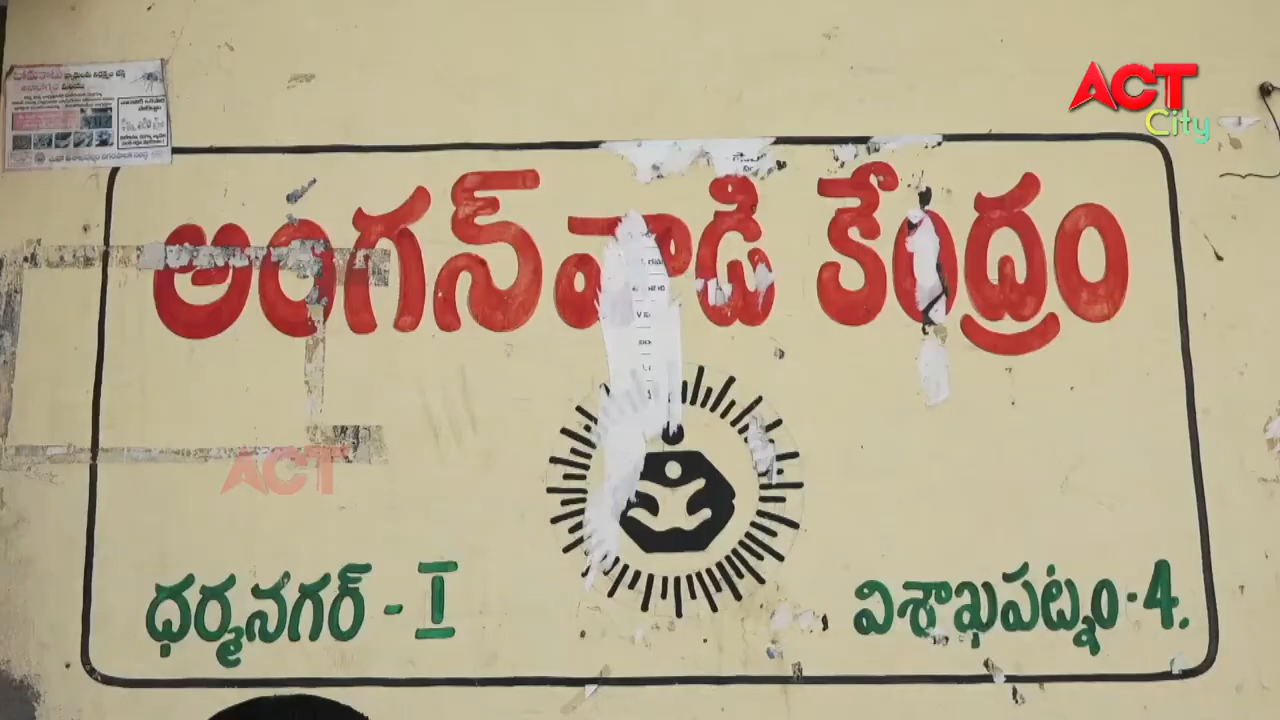 ACT
City
అంగన్‌వాడి కేంద్రం
ACT
ధర్మనగర్ - I
విశాఖపట్నం - 4.